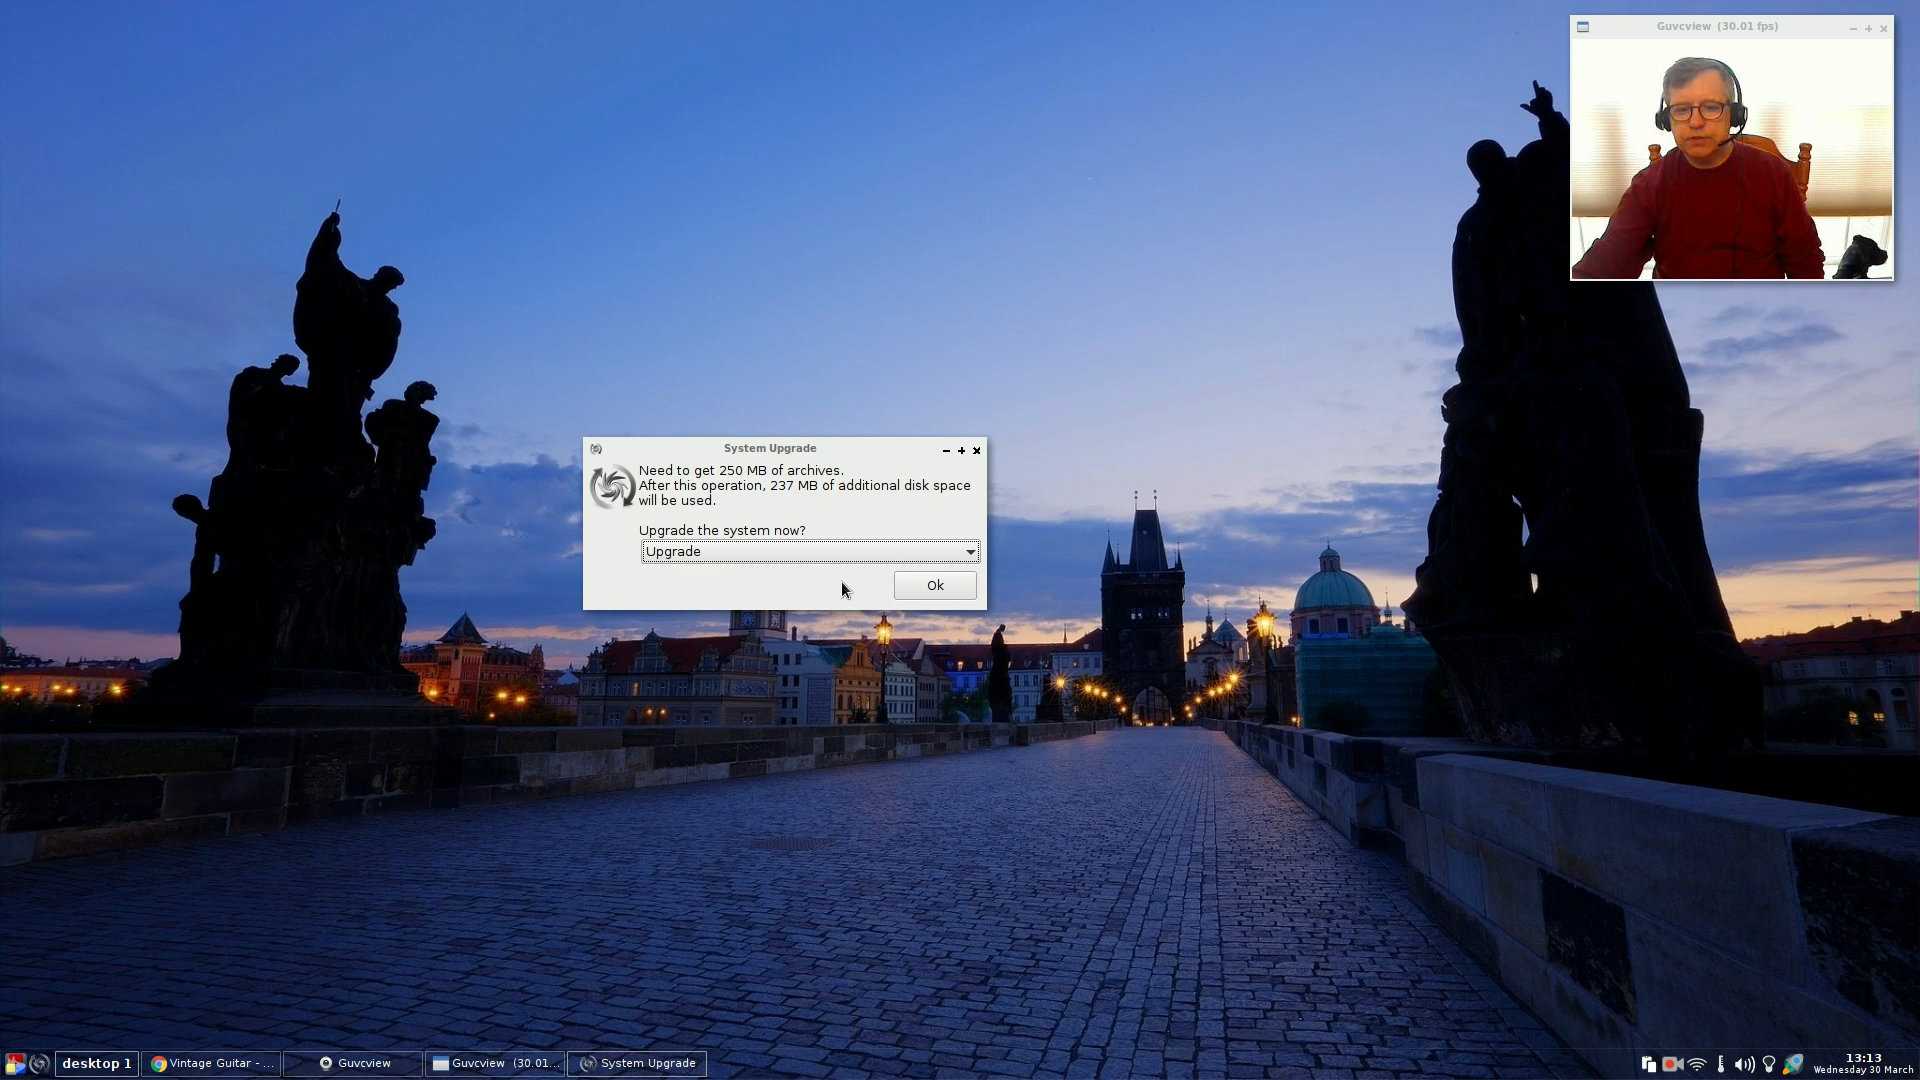 Guvcview (30.01 fps)
System Upgrade
Need to get 250 MB of archives.
After this operation, 237 MB of additional disk space
will be used.
Upgrade the system now?
Upgrade
Ok
desktop 1
Vintage Guitar - ...
Guvcview
Guvcview (30.01...
System Upgrade
13:13
Wednesday 30 March